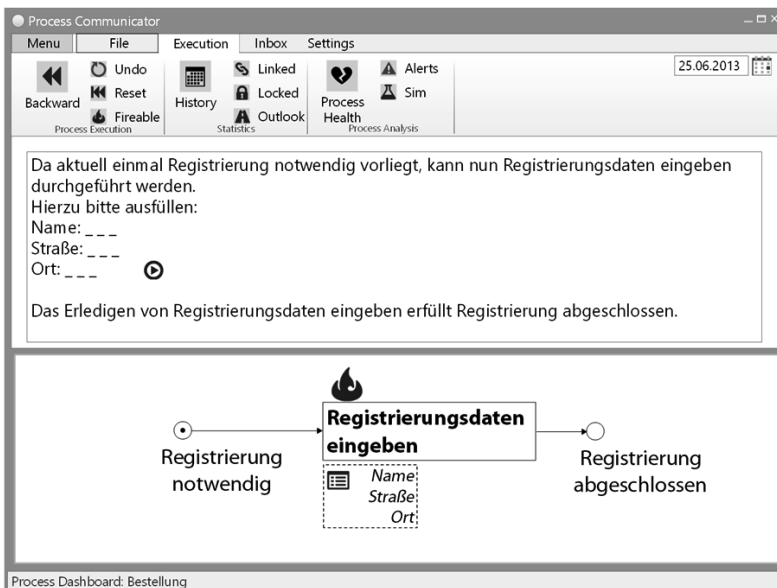 Process Communicator
Menu File Execution Inbox Settings
Backward
Undo
Reset
Fireable
Process Execution
History
Linked
Locked
Outlook
Statistics
Process
Health
Alerts
Sim
Process Analysis
25.06.2013
Da aktuell einmal Registrierung notwendig vorliegt, kann nun Registrierungsdaten eingeben
durchgeführt werden.
Hierzu bitte ausfüllen:
Name: _ _ _
Straße: _ _ _
Ort: _ _ _
Das Erledigen von Registrierungsdaten eingeben erfüllt Registrierung abgeschlossen.
Registrierung
notwendig
Registrierungsdaten
eingeben
Name
Straße
Ort
Registrierung
abgeschlossen
Process Dashboard: Bestellung